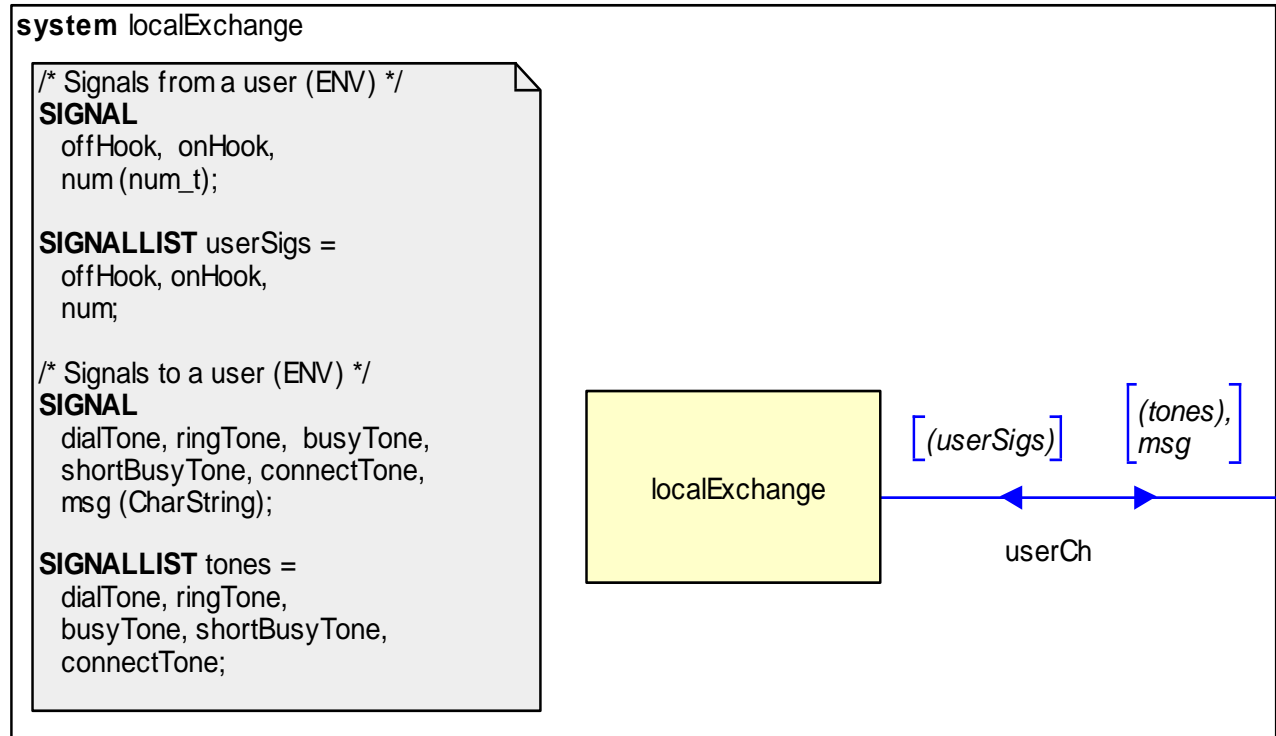 system localExchange
/* Signals from a user (ENV) */
SIGNAL
offHook, onHook,
num (num_t);
SIGNALLIST userSigs =
offHook, onHook,
num;
/* Signals to a user (ENV) */
SIGNAL
dialTone, ringTone, busyTone,
shortBusyTone, connectTone,
msg (CharString);
SIGNALLIST tones =
dialTone, ringTone,
busyTone, shortBusyTone,
connectTone;
localExchange
(userSigs)
(tones),
msg
userCh